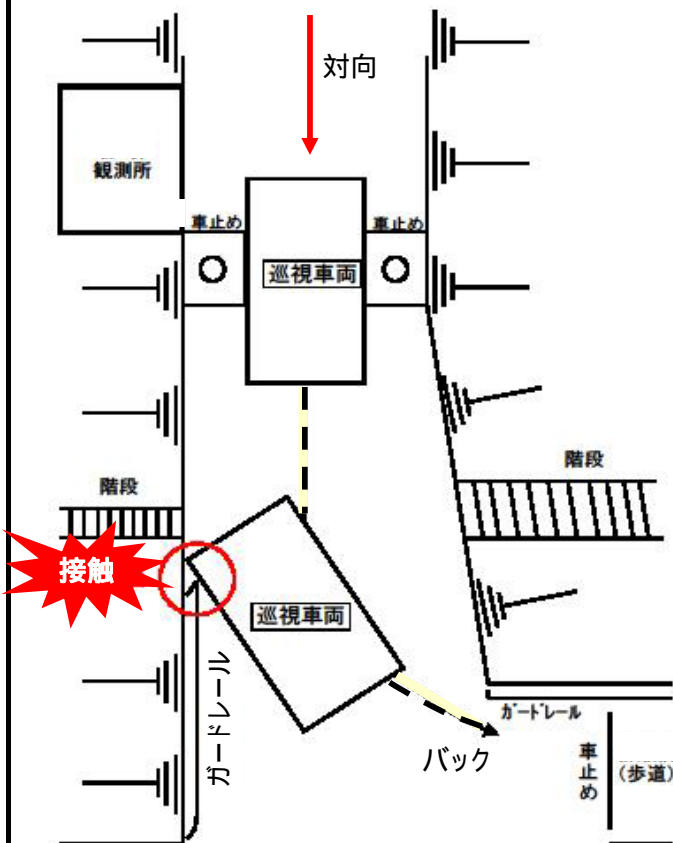 対向
観測所
車止め
車止め
巡視車両
階段
階段
接触
巡視車両
ガードレール
ガードレール
バック
車止め
(歩道)